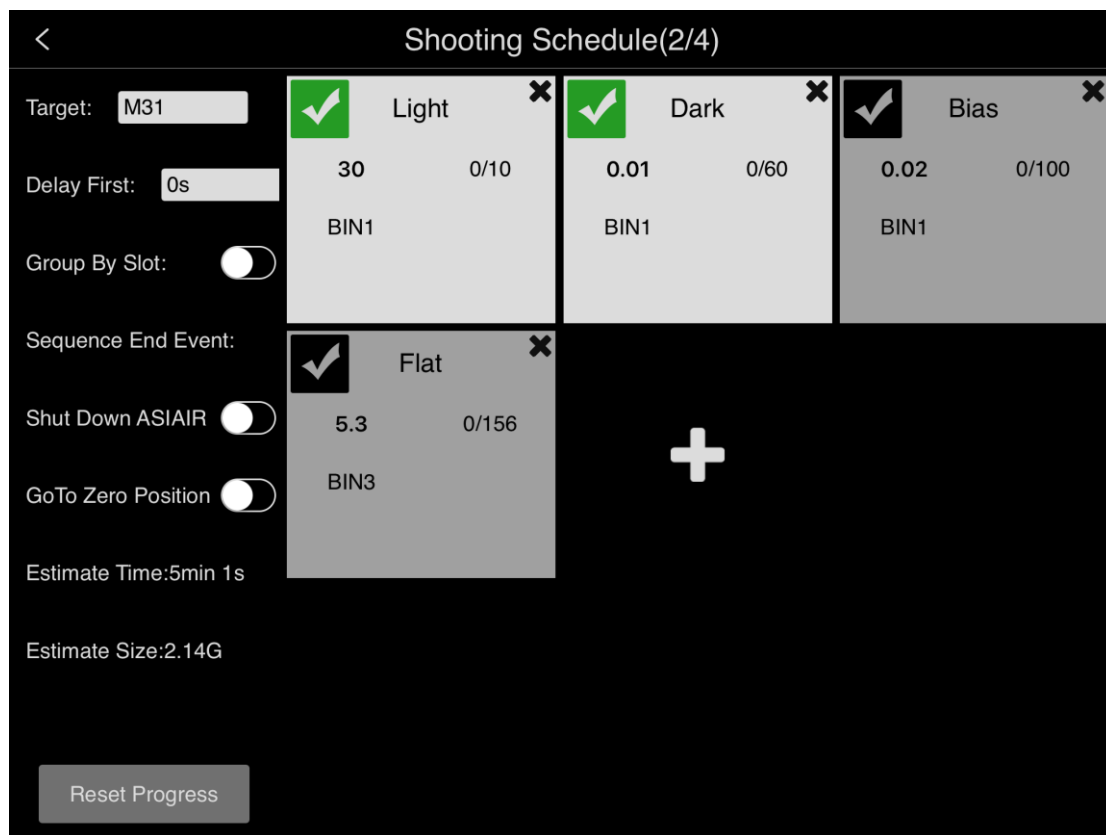 Shooting Schedule(2/4)
Target: M31
Delay First: 0s
Group By Slot:
Sequence End Event:
Shut Down ASIAIR
GoTo Zero Position
Estimate Time:5min 1s
Estimate Size:2.14G
Reset Progress
Light
30 0/10
BIN1
Dark
0.01 0/60
BIN1
Bias
0.02 0/100
BIN1
Flat
5.3 0/156
BIN3